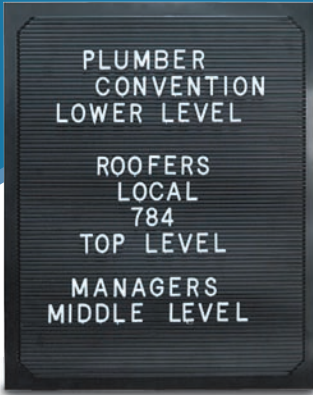 PLUMBER
CONVENTION
LOWER LEVEL
ROOFERS
LOCAL
784
TOP LEVEL
MANAGERS
MIDDLE LEVEL